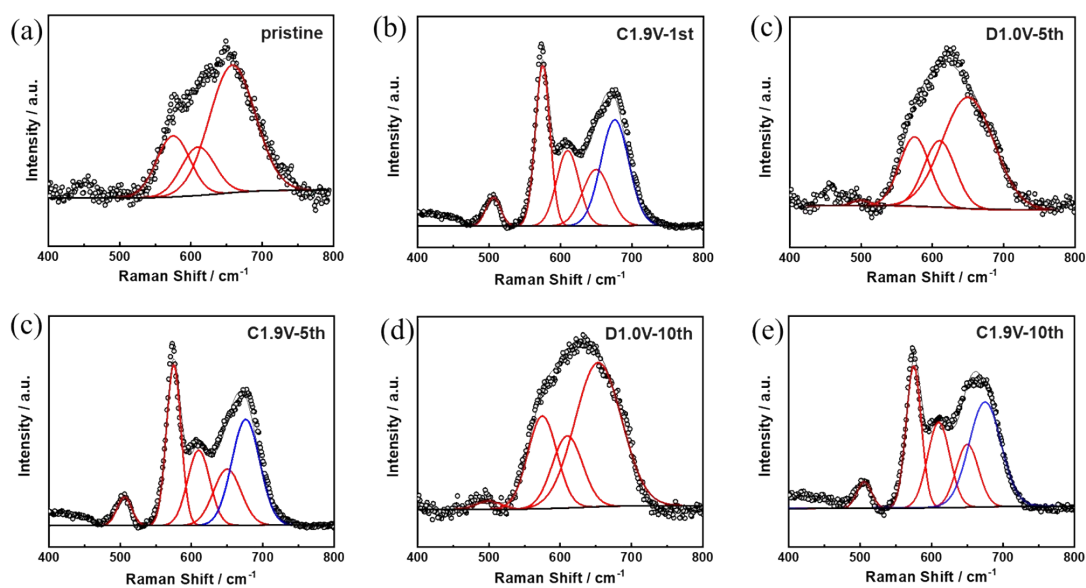 (a)
pristine
Intensity / a.u.
400 500 600 700 800
Raman Shift / cm-1
(b)
C1.9V-1st
Intensity / a.u.
400 500 600 700 800
Raman Shift / cm-1
(c)
D1.0V-5th
Intensity / a.u.
400 500 600 700 800
Raman Shift / cm-1
(c)
C1.9V-5th
Intensity / a.u.
400 500 600 700 800
Raman Shift / cm-1
(d)
D1.0V-10th
Intensity / a.u.
400 500 600 700 800
Raman Shift / cm-1
(e)
C1.9V-10th
Intensity / a.u.
400 500 600 700 800
Raman Shift / cm-1